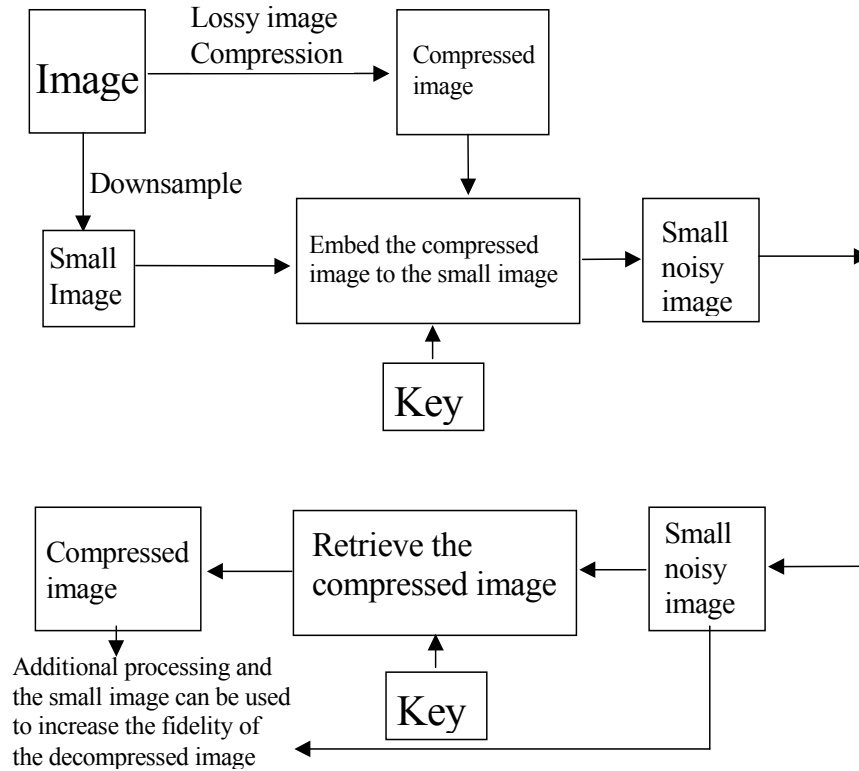 Lossy image
Compression
Image
Compressed
image
Downsample
Small
Image
Embed the compressed
image to the small image
Small
noisy
image
Key
Compressed
image
Retrieve the
compressed image
Small
noisy
image
Key
Additional processing and
the small image can be used
to increase the fidelity of
the decompressed image